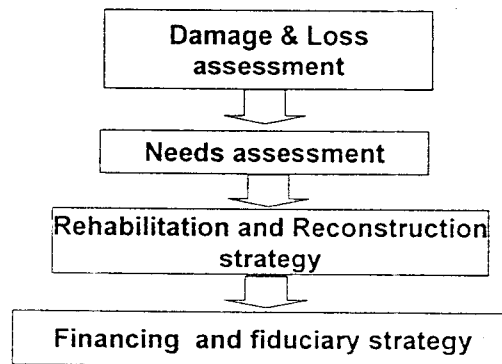 Damage & Loss
assessment
Needs assessment
Rehabilitation and Reconstruction
strategy
Financing and fiduciary strategy